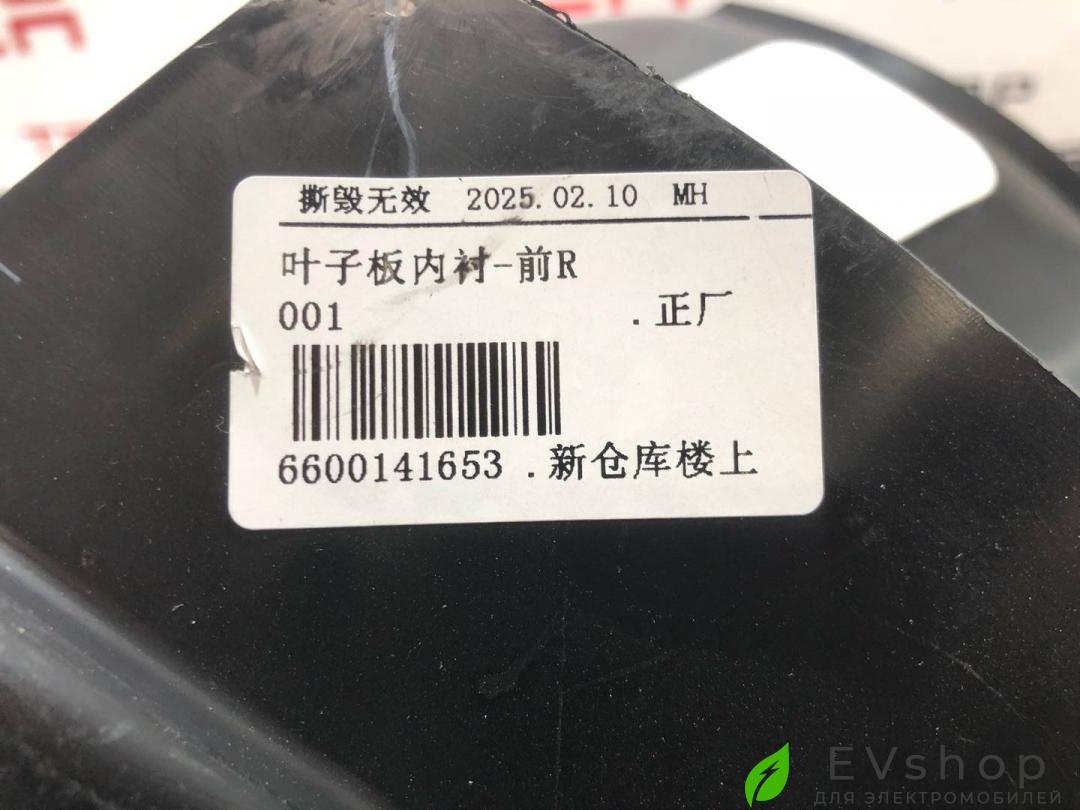 撕毁无效 2025.02.10 MH
叶子板内衬-前R
001 .正厂
6600141653 .新仓库楼上
EVshop
ДЛЯ ЭЛЕКТРОМОБИЛЕЙ